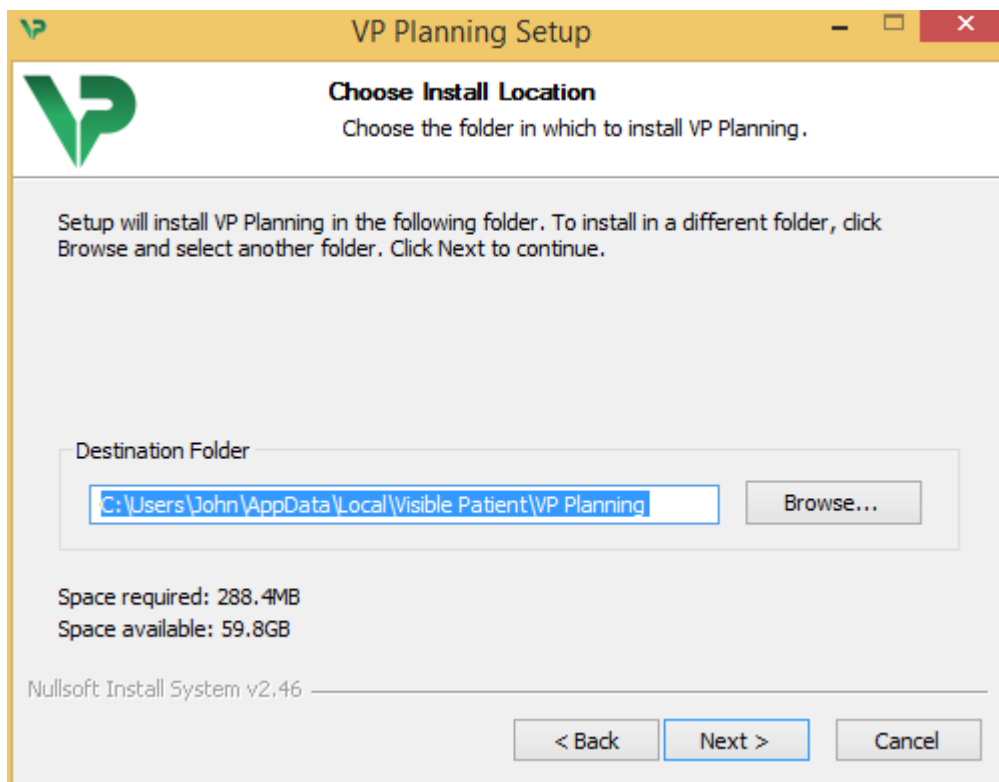 VP Planning Setup
VP
Choose Install Location
Choose the folder in which to install VP Planning.
Setup will install VP Planning in the following folder. To install in a different folder, click
Browse and select another folder. Click Next to continue.
Destination Folder
C:\Users\John\AppData\Local\Visible Patient\VP Planning
Browse...
Space required: 288.4MB
Space available: 59.8GB
Nullsoft Install System v2.46
< Back
Next >
Cancel